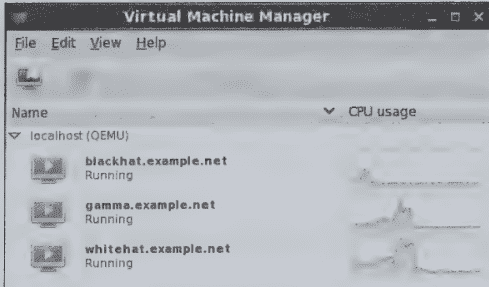 Virtual Machine Manager
File Edit View Help
Name CPU usage
localhost (QEMU)
blackhat.example.net
Running
gamma.example.net
Running
whitehat.example.net
Running